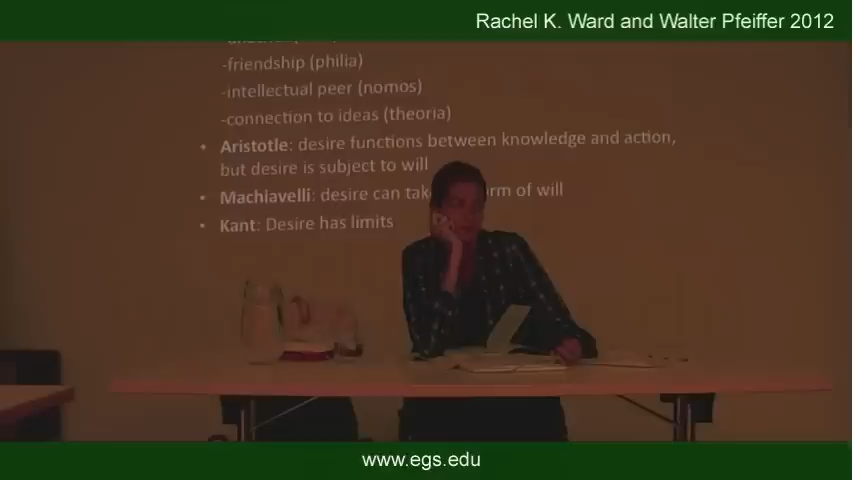 Rachel K. Ward and Walter Pfeiffer 2012
-friendship (philia)
-intellectual peer (nomos)
-connection to ideas (theoria)
• Aristotle: desire functions between knowledge and action,
but desire is subject to will
• Machiavelli: desire can take orm of will
• Kant: Desire has limits
www.egs.edu